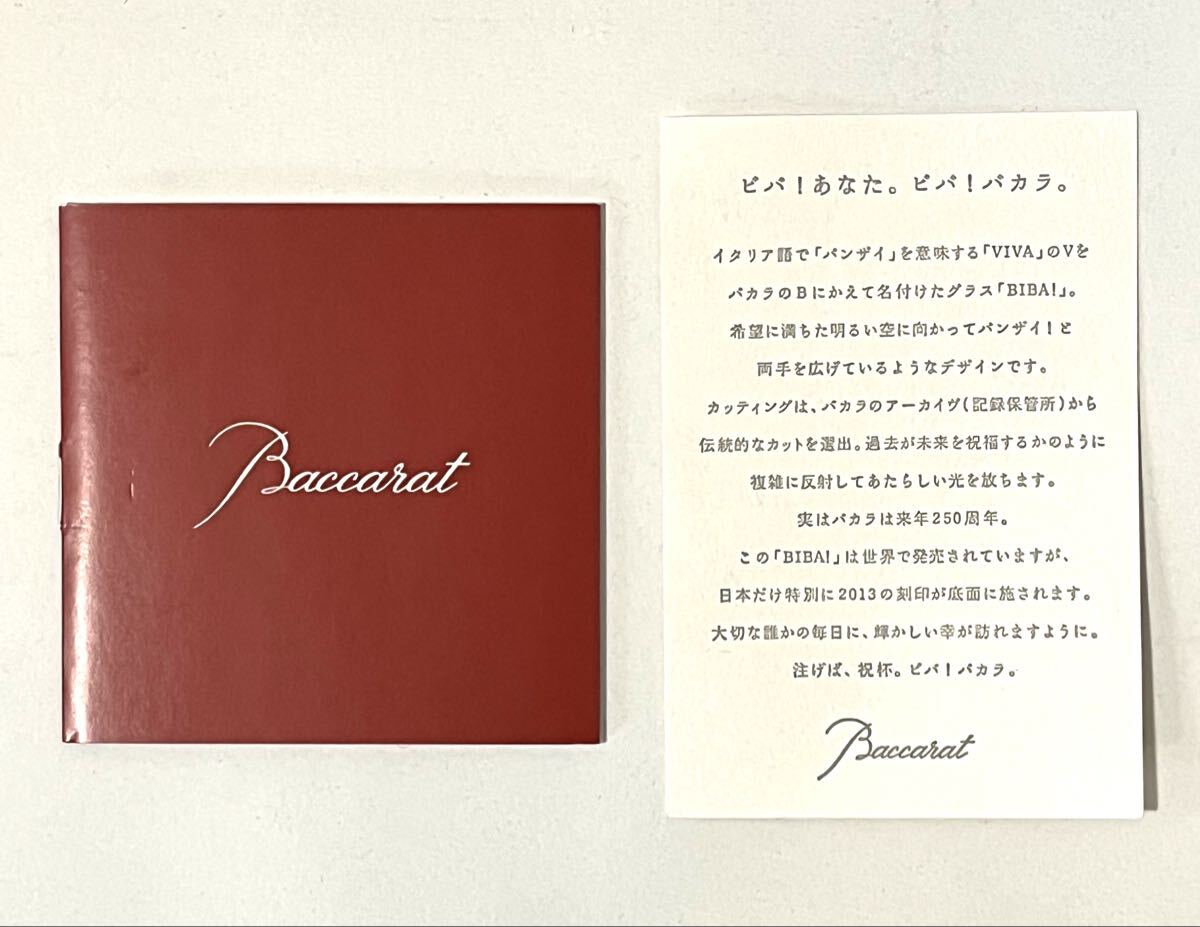 Baccarat
ビバ！あなた。ビバ！バカラ。
イタリア語で「バンザイ」を意味する「VIVA」のVを
バカラのBにかえて名付けたグラス「BIBA!」。
希望に満ちた明るい空に向かってバンザイ！と
両手を広げているようなデザインです。
カッティングは、バカラのアーカイヴ（記録保管所）から
伝統的なカットを選出。過去が未来を祝福するかのように
複雑に反射してあたらしい光を放ちます。
実はバカラは来年250周年。
この「BIBA!」は世界で発売されていますが、
日本だけ特別に2013の刻印が底面に施されます。
大切な誰かの毎日に、輝かしい幸が訪れますように。
注げば、祝杯。ビバ！バカラ。
Baccarat